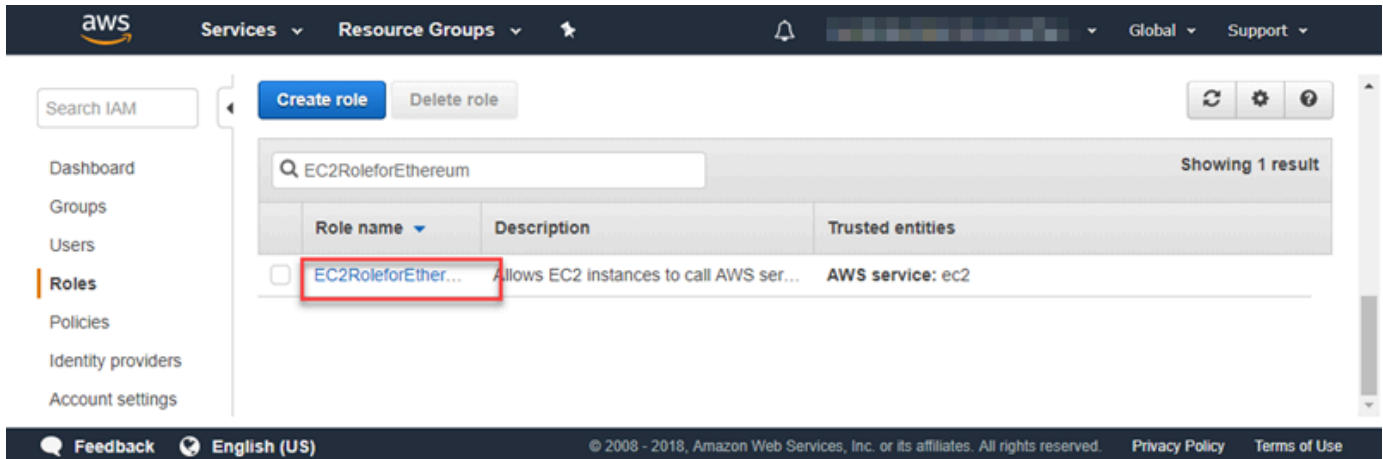 aws Services Resource Groups Global Support
Search IAM
Create role Delete role
Dashboard
Groups
Users
Roles
Policies
Identity providers
Account settings
EC2RoleforEthereum Showing 1 result
Role name Description Trusted entities
EC2RoleforEther... Allows EC2 instances to call AWS ser... AWS service: ec2
Feedback English (US) © 2008 - 2018, Amazon Web Services, Inc. or its affiliates. All rights reserved. Privacy Policy Terms of Use